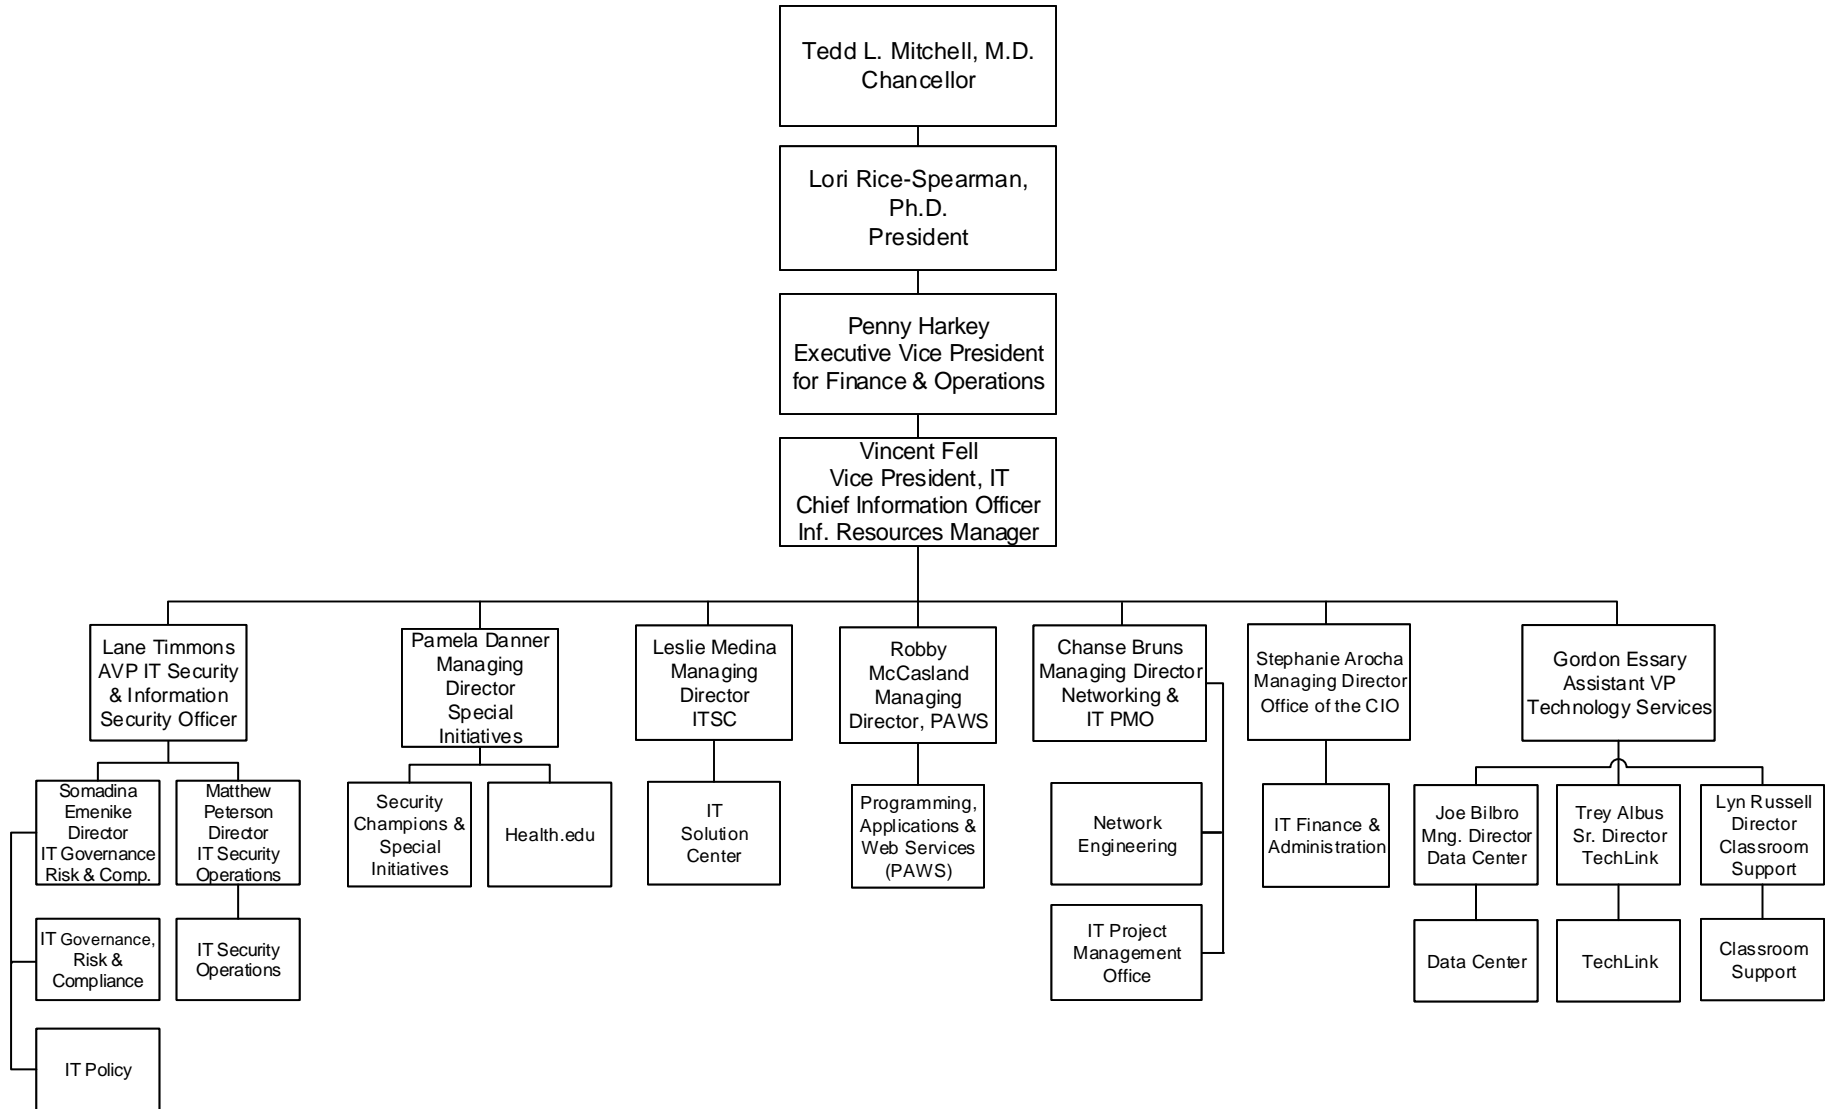 Tedd L. Mitchell, M.D.
Chancellor
Lori Rice-Spearman,
Ph.D.
President
Penny Harkey
Executive Vice President
for Finance & Operations
Vincent Fell
Vice President, IT
Chief Information Officer
Inf. Resources Manager
Lane Timmons
AVP IT Security
& Information
Security Officer
Pamela Danner
Managing
Director
Special
Initiatives
Leslie Medina
Managing
Director
ITSC
Robby
McCasland
Managing
Director, PAWS
Chanse Bruns
Managing Director
Networking &
IT PMO
Stephanie Arocha
Managing Director
Office of the CIO
Gordon Essary
Assistant VP
Technology Services
Somadina
Emenike
Director
IT Governance
Risk & Comp.
Matthew
Peterson
Director
IT Security
Operations
Security
Champions &
Special
Initiatives
Health.edu
IT
Solution
Center
Programming,
Applications &
Web Services
(PAWS)
Network
Engineering
IT Finance &
Administration
Joe Bilbro
Mng. Director
Data Center
Trey Albus
Sr. Director
TechLink
Lyn Russell
Director
Classroom
Support
IT Governance,
Risk &
Compliance
IT Security
Operations
IT Project
Management
Office
Data Center
TechLink
Classroom
Support
IT Policy